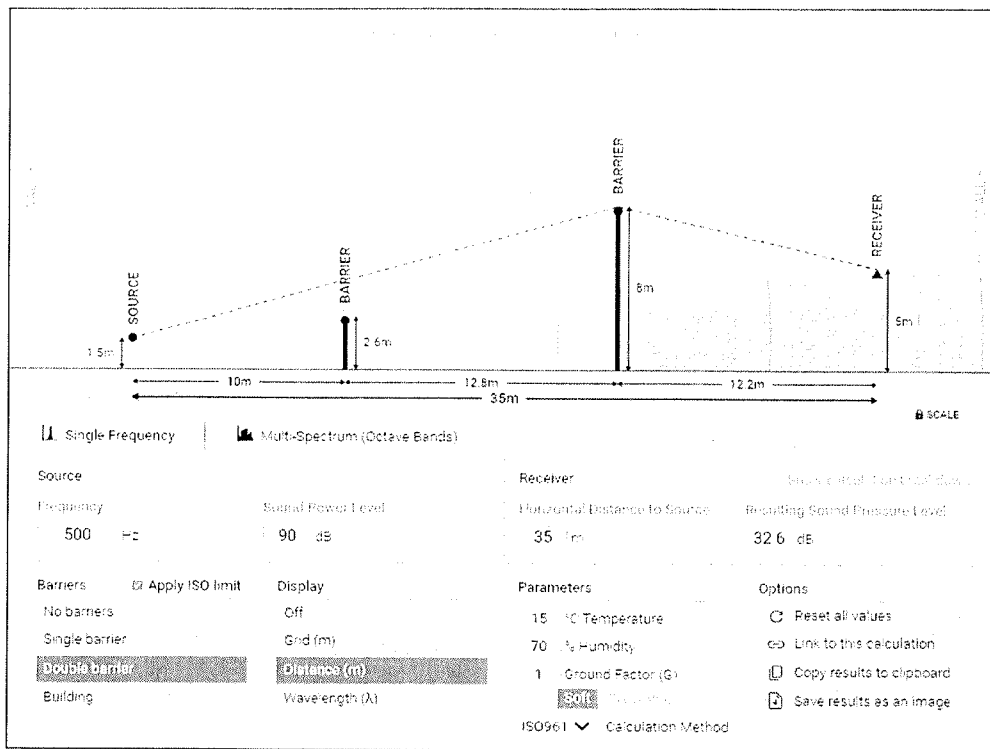 BARRIER
RECEIVER
BARRIER
SOURCE
8m
2.6m
5m
1.5m
10m
12.8m
12.2m
35m
SCALE
Single Frequency
Multi-Spectrum (Octave Bands)
Source
Receiver
Frequency
Sound Power Level
Horizontal Distance to Source
Resulting Sound Pressure Level
500 Hz
90 dB
35 m
32.6 dB
Barriers
Apply ISO limit
Display
Parameters
Options
No barriers
Off
15 °C Temperature
Reset all values
Single barrier
Grid (m)
70 % Humidity
Link to this calculation
Double barrier
Distance (m)
1 Ground Factor (G)
Copy results to clipboard
Building
Wavelength (λ)
Soft
Save results as an image
ISO961 Calculation Method